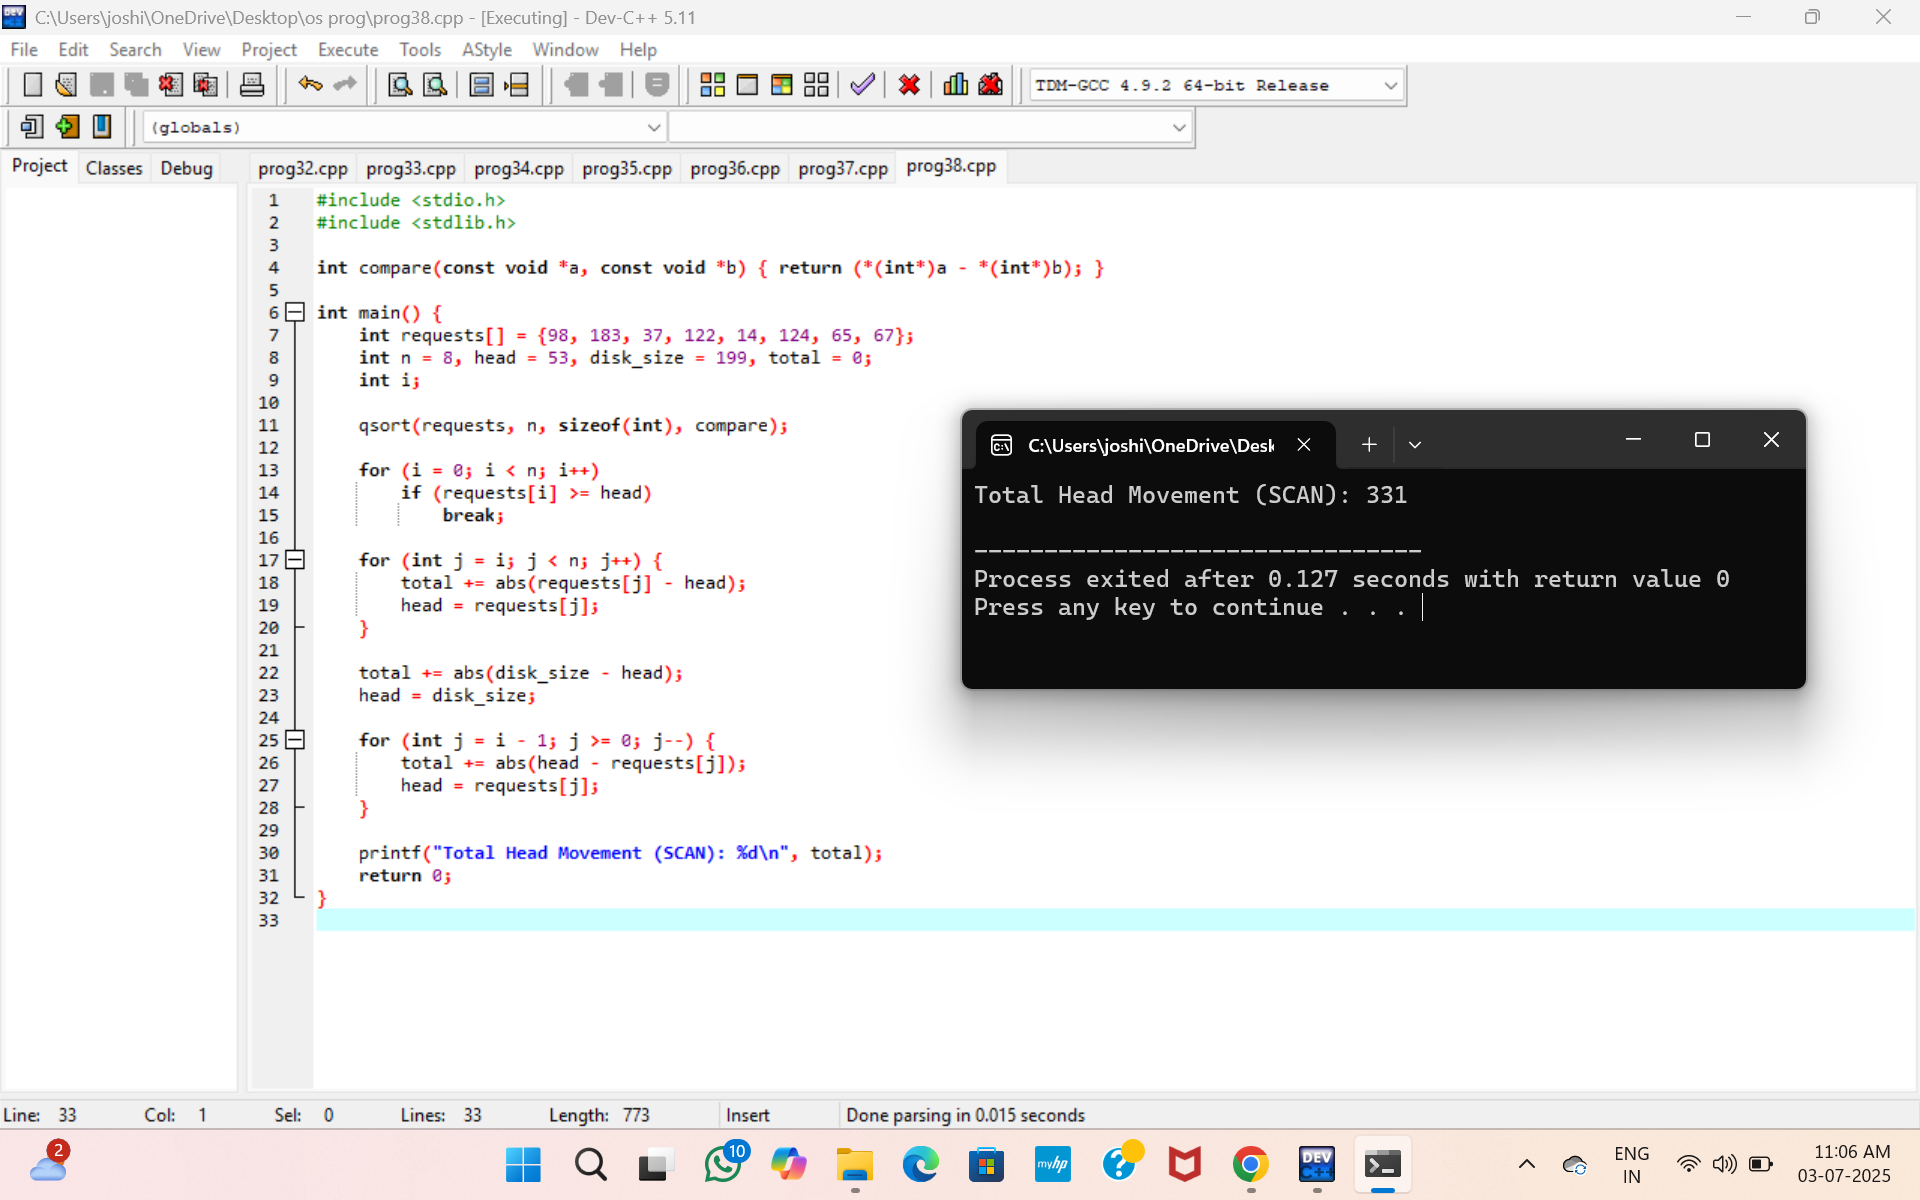 C:\Users\joshi\OneDrive\Desktop\os prog\prog38.cpp - [Executing] - Dev-C++ 5.11
File Edit Search View Project Execute Tools AStyle Window Help
TDM-GCC 4.9.2 64-bit Release
(globals)
Project Classes Debug
prog32.cpp prog33.cpp prog34.cpp prog35.cpp prog36.cpp prog37.cpp prog38.cpp
1 #include <stdio.h>
2 #include <stdlib.h>
3
4 int compare(const void *a, const void *b) { return (*(int*)a - *(int*)b); }
5
6 int main() {
7     int requests[] = {98, 183, 37, 122, 14, 124, 65, 67};
8     int n = 8, head = 53, disk_size = 199, total = 0;
9     int i;
10
11     qsort(requests, n, sizeof(int), compare);
12
13     for (i = 0; i < n; i++)
14         if (requests[i] >= head)
15             break;
16
17     for (int j = i; j < n; j++) {
18         total += abs(requests[j] - head);
19         head = requests[j];
20     }
21
22     total += abs(disk_size - head);
23     head = disk_size;
24
25     for (int j = i - 1; j >= 0; j--) {
26         total += abs(head - requests[j]);
27         head = requests[j];
28     }
29
30     printf("Total Head Movement (SCAN): %d\n", total);
31     return 0;
32 }
33
C:\Users\joshi\OneDrive\Desk
Total Head Movement (SCAN): 331
--------------------------------
Process exited after 0.127 seconds with return value 0
Press any key to continue . . .
Line: 33 Col: 1 Sel: 0 Lines: 33 Length: 773 Insert Done parsing in 0.015 seconds
2
10
myhp
DEV C++
ENG
IN
11:06 AM
03-07-2025